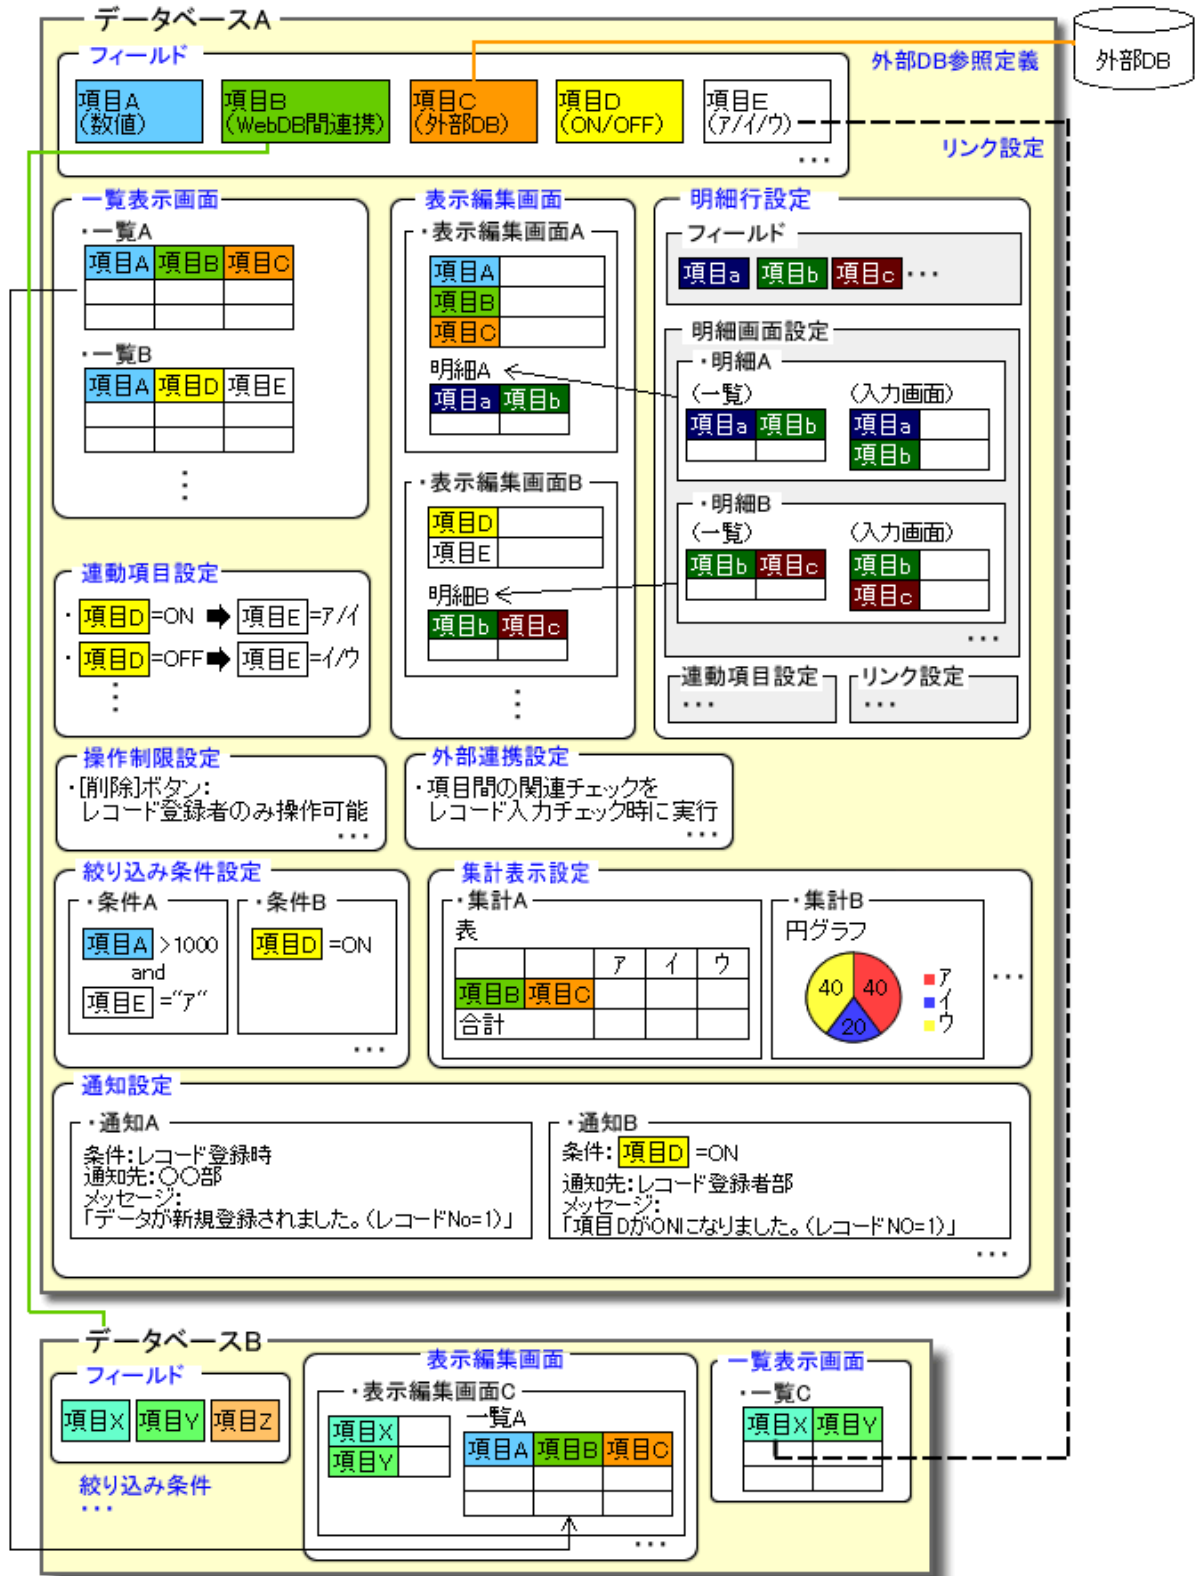 データベースA
外部DB
フィールド
外部DB参照定義
項目A
(数値)
項目B
(WebDB間連携)
項目C
(外部DB)
項目D
(ON/OFF)
項目E
(ア/イ/ウ)
・・・
リンク設定
一覧表示画面
・一覧A
項目A 項目B 項目C
・一覧B
項目A 項目D 項目E
表示編集画面
・表示編集画面A
項目A
項目B
項目C
明細A
項目a 項目b
・表示編集画面B
項目D
項目E
明細B
項目b 項目c
明細行設定
フィールド
項目a 項目b 項目c ・・・
明細画面設定
・明細A
(一覧) (入力画面)
項目a 項目b 項目a
項目b
・明細B
(一覧) (入力画面)
項目b 項目c 項目b
項目c
・・・
連動項目設定
・・・
リンク設定
・・・
連動項目設定
・項目D=ON ➡ 項目E=ア/イ
・項目D=OFF ➡ 項目E=イ/ウ
操作制限設定
・[削除]ボタン:
レコード登録者のみ操作可能
・・・
外部連携設定
・項目間の関連チェックを
レコード入力チェック時に実行
・・・
絞り込み条件設定
・条件A
項目A >1000
and
項目E ="ア"
・条件B
項目D =ON
・・・
集計表示設定
・集計A
表
ア イ ウ
項目B 項目C
合計
・集計B
円グラフ
40 40
20
ア
イ
ウ
・・・
通知設定
・通知A
条件:レコード登録時
通知先:〇〇部
メッセージ:
「データが新規登録されました。(レコードNo=1)」
・通知B
条件: 項目D =ON
通知先:レコード登録者部
メッセージ:
「項目DがONになりました。(レコードNO=1)」
・・・
データベースB
フィールド
項目X 項目Y 項目Z
絞り込み条件
・・・
表示編集画面
・表示編集画面C
項目X
項目Y
一覧A
項目A 項目B 項目C
・・・
一覧表示画面
・一覧C
項目X 項目Y